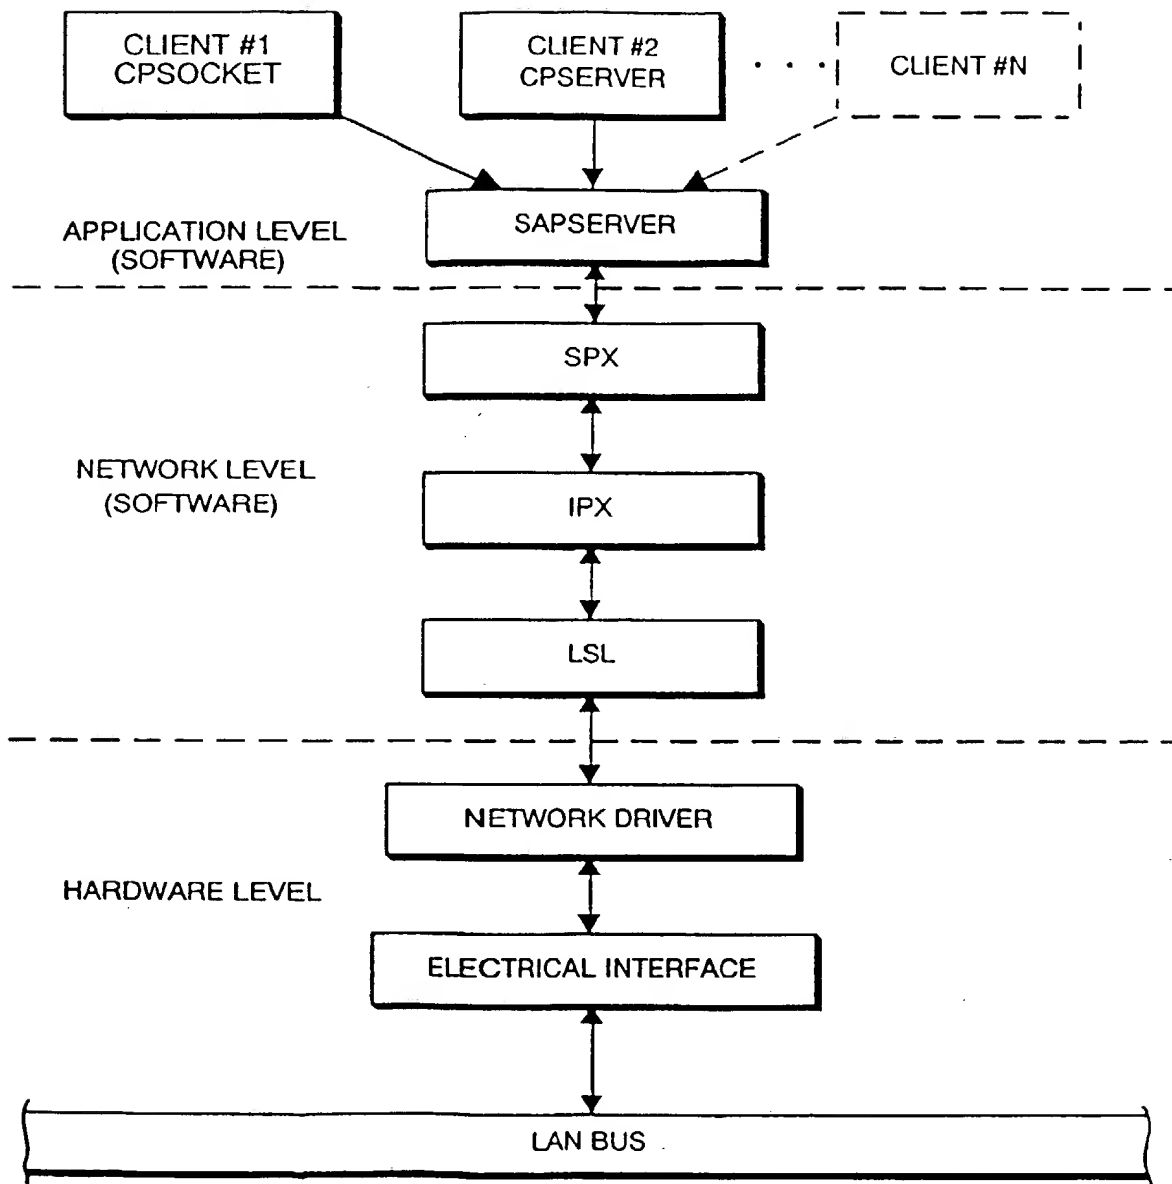 CLIENT #1
CPSOCKET
CLIENT #2
CPSERVER
. . .
CLIENT #N
SAPSERVER
APPLICATION LEVEL
(SOFTWARE)
SPX
NETWORK LEVEL
(SOFTWARE)
IPX
LSL
NETWORK DRIVER
HARDWARE LEVEL
ELECTRICAL INTERFACE
LAN BUS